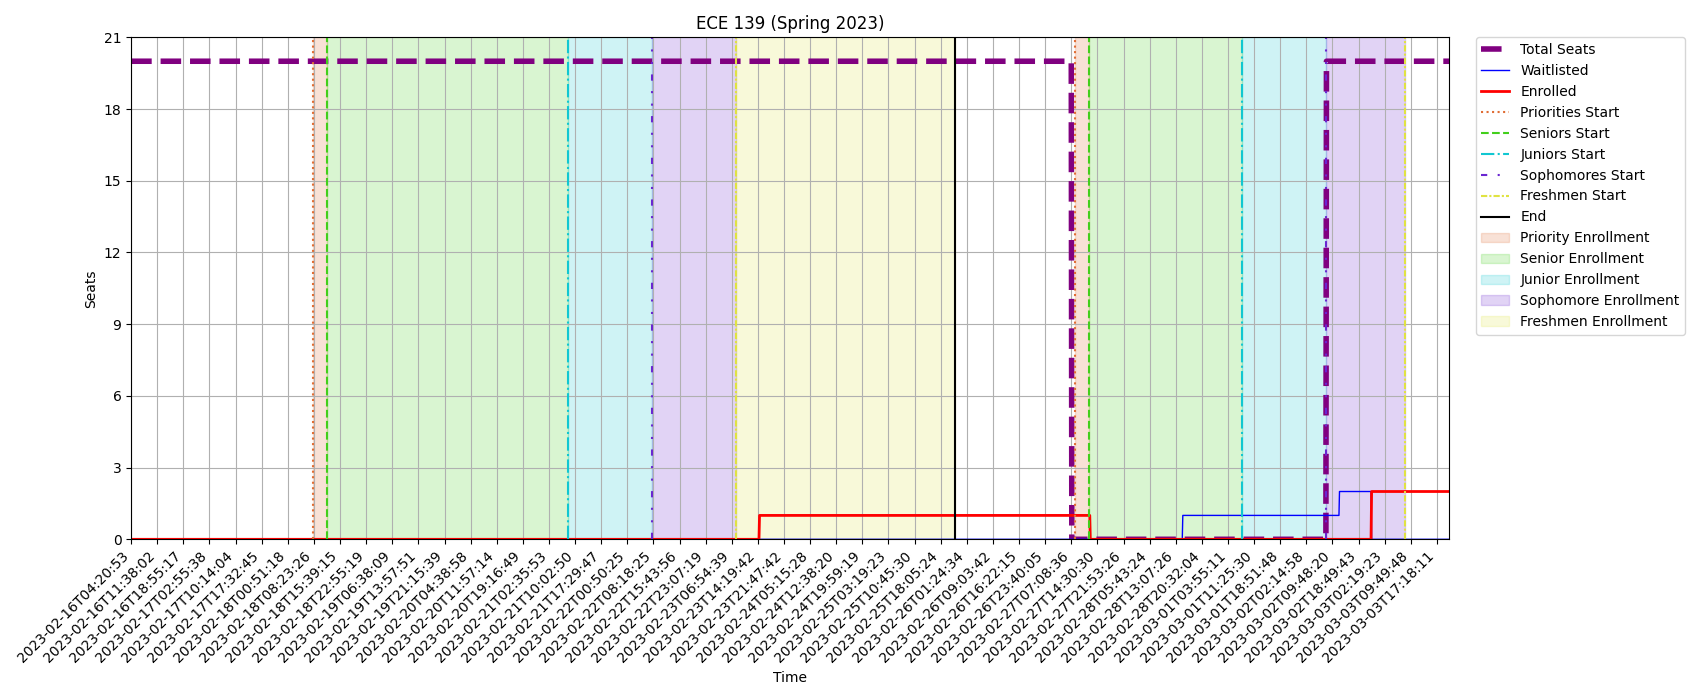 ECE 139 (Spring 2023)
21
18
15
12
9
6
3
0
Seats
2023-02-16T04:20:53
2023-02-16T11:38:02
2023-02-16T18:55:17
2023-02-17T02:55:38
2023-02-17T10:14:04
2023-02-17T17:32:45
2023-02-18T00:51:18
2023-02-18T08:23:26
2023-02-18T15:39:15
2023-02-18T22:55:19
2023-02-19T06:38:09
2023-02-19T13:57:51
2023-02-19T21:15:39
2023-02-20T04:38:58
2023-02-20T11:57:14
2023-02-20T19:16:49
2023-02-21T02:35:53
2023-02-21T10:02:50
2023-02-21T17:29:47
2023-02-22T00:50:25
2023-02-22T08:18:25
2023-02-22T15:43:56
2023-02-22T23:07:19
2023-02-23T06:54:39
2023-02-23T14:19:42
2023-02-23T21:47:42
2023-02-24T05:15:28
2023-02-24T12:38:20
2023-02-24T19:59:19
2023-02-25T03:19:23
2023-02-25T10:45:30
2023-02-25T18:05:24
2023-02-26T01:24:34
2023-02-26T09:03:42
2023-02-26T16:22:15
2023-02-26T23:40:05
2023-02-27T07:08:36
2023-02-27T14:30:30
2023-02-27T21:53:26
2023-02-28T05:43:24
2023-02-28T13:07:26
2023-02-28T20:32:04
2023-03-01T03:55:11
2023-03-01T11:25:30
2023-03-01T18:51:48
2023-03-02T02:14:58
2023-03-02T09:48:20
2023-03-02T18:49:43
2023-03-03T02:19:23
2023-03-03T09:49:48
2023-03-03T17:18:11
Time
Total Seats
Waitlisted
Enrolled
Priorities Start
Seniors Start
Juniors Start
Sophomores Start
Freshmen Start
End
Priority Enrollment
Senior Enrollment
Junior Enrollment
Sophomore Enrollment
Freshmen Enrollment